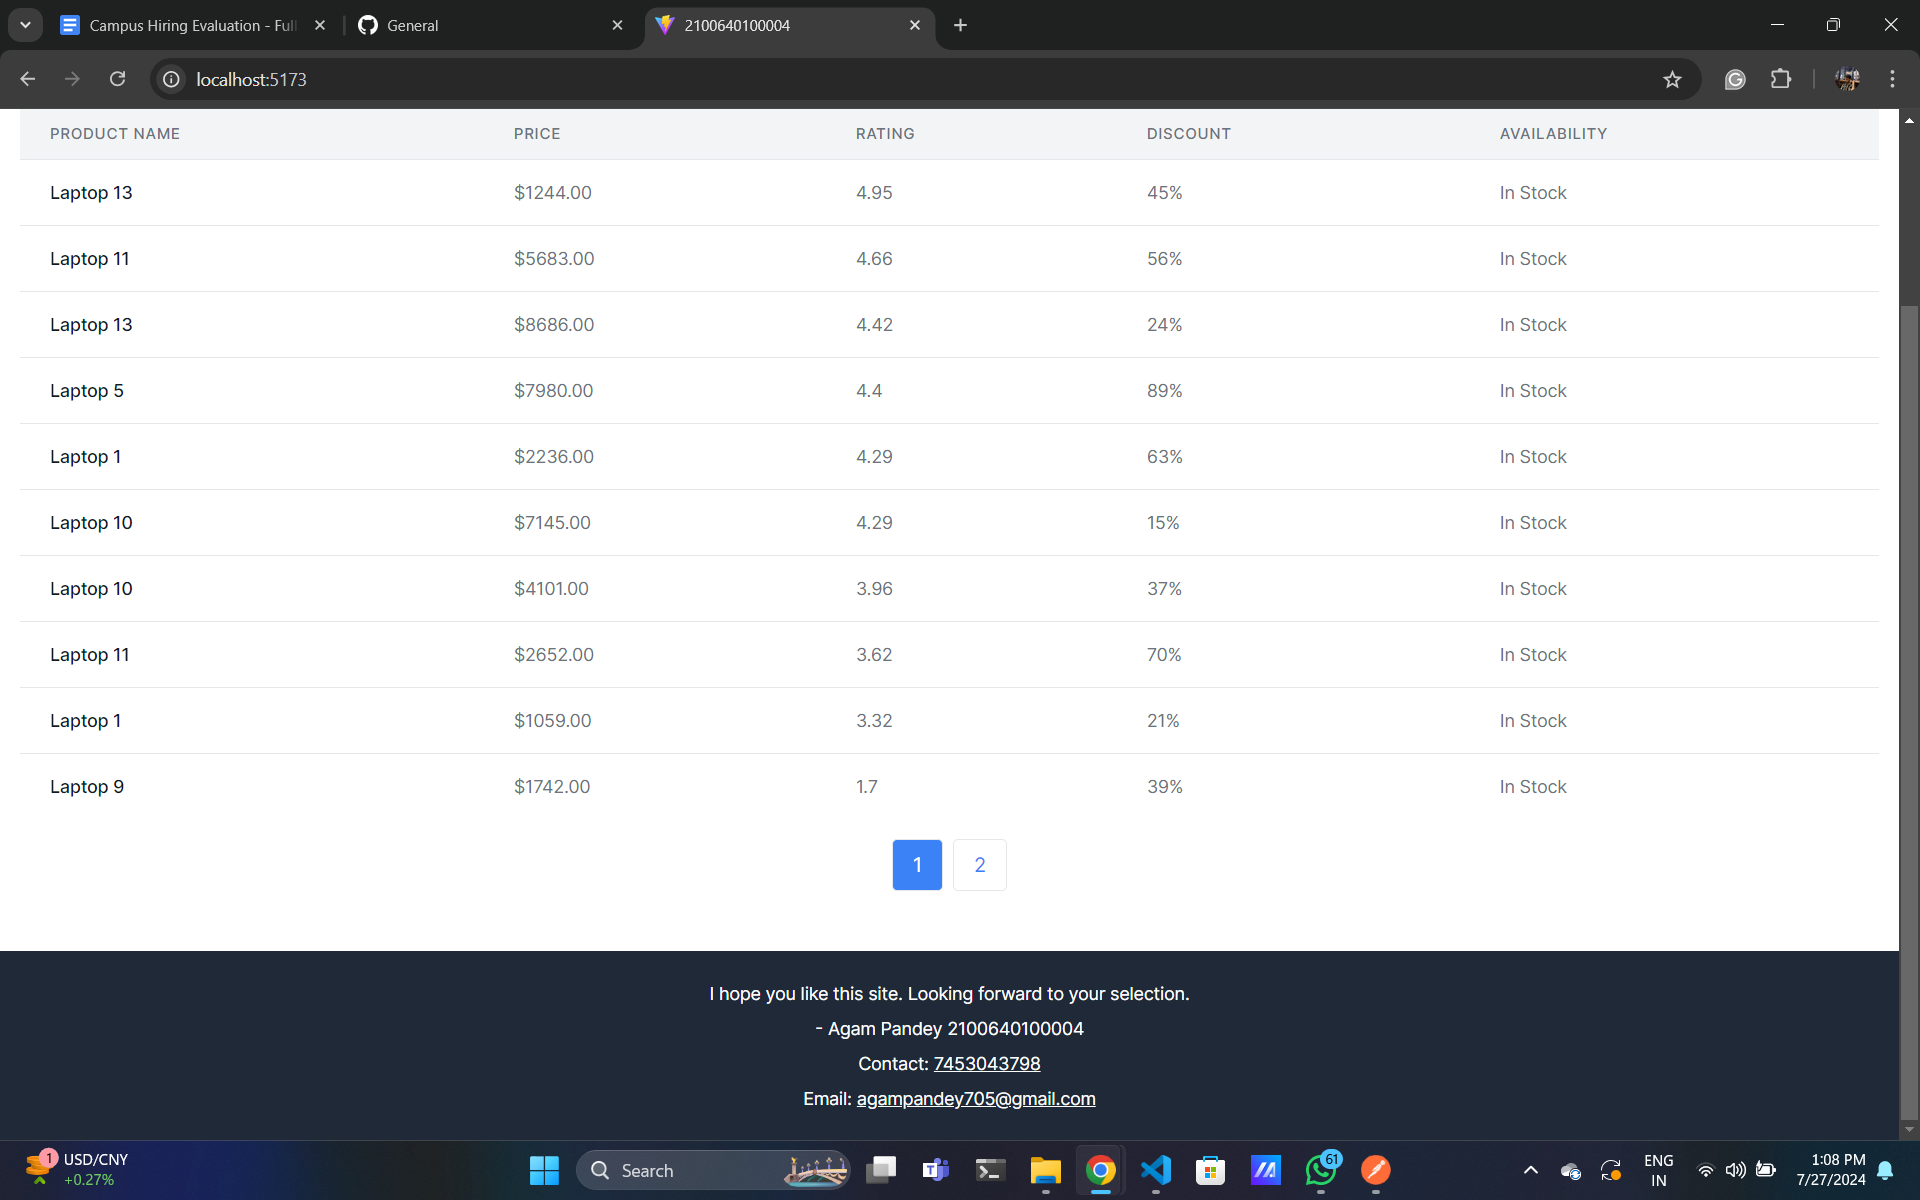 Campus Hiring Evaluation - Full
General
2100640100004
localhost:5173
PRODUCT NAME PRICE RATING DISCOUNT AVAILABILITY
Laptop 13 $1244.00 4.95 45% In Stock
Laptop 11 $5683.00 4.66 56% In Stock
Laptop 13 $8686.00 4.42 24% In Stock
Laptop 5 $7980.00 4.4 89% In Stock
Laptop 1 $2236.00 4.29 63% In Stock
Laptop 10 $7145.00 4.29 15% In Stock
Laptop 10 $4101.00 3.96 37% In Stock
Laptop 11 $2652.00 3.62 70% In Stock
Laptop 1 $1059.00 3.32 21% In Stock
Laptop 9 $1742.00 1.7 39% In Stock
1 2
I hope you like this site. Looking forward to your selection.
- Agam Pandey 2100640100004
Contact: 7453043798
Email: agampandey705@gmail.com
1
USD/CNY
+0.27%
Search
61
ENG
IN
1:08 PM
7/27/2024